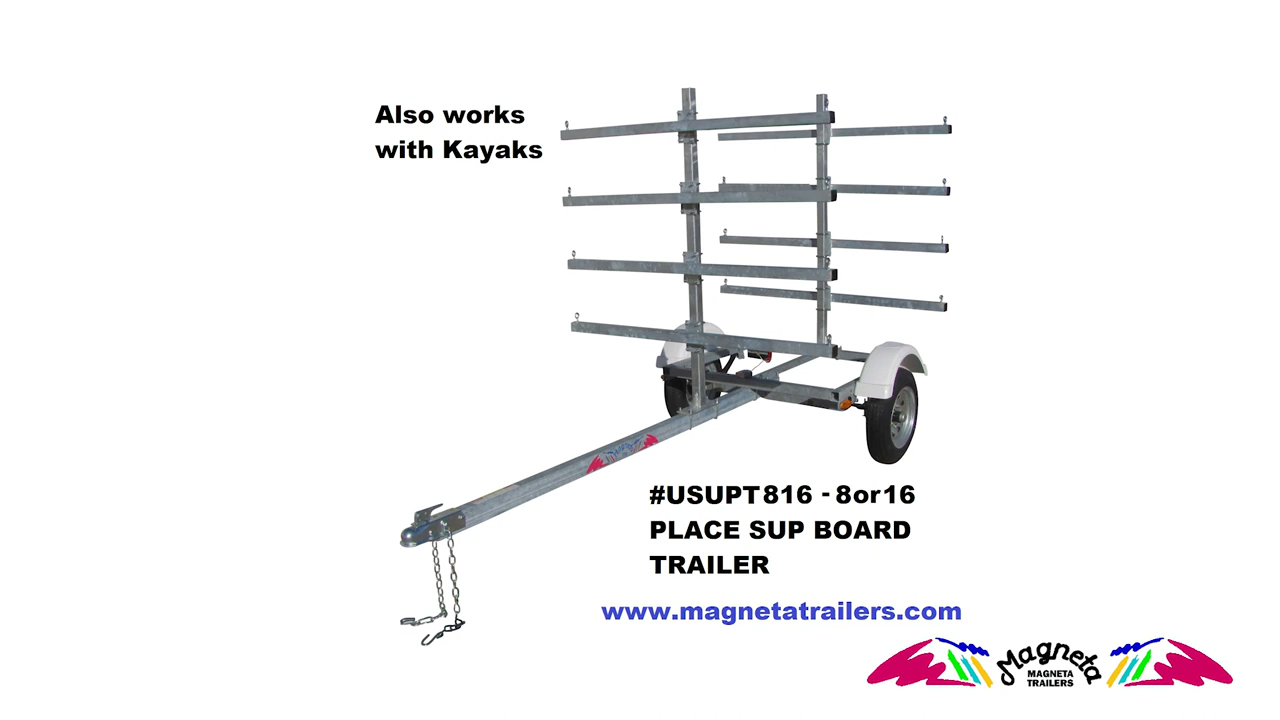 Also works
with Kayaks
#USUPT816 - 8or16
PLACE SUP BOARD
TRAILER
www.magnetatrailers.com
Magneta
MAGNETA
TRAILERS